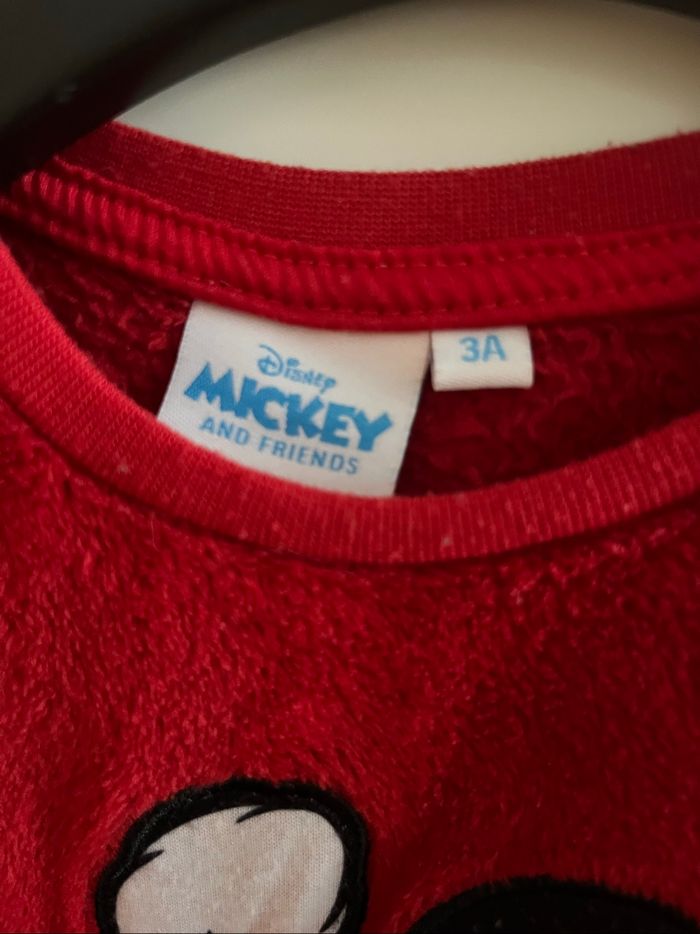 Disney
MICKEY
AND FRIENDS
3A